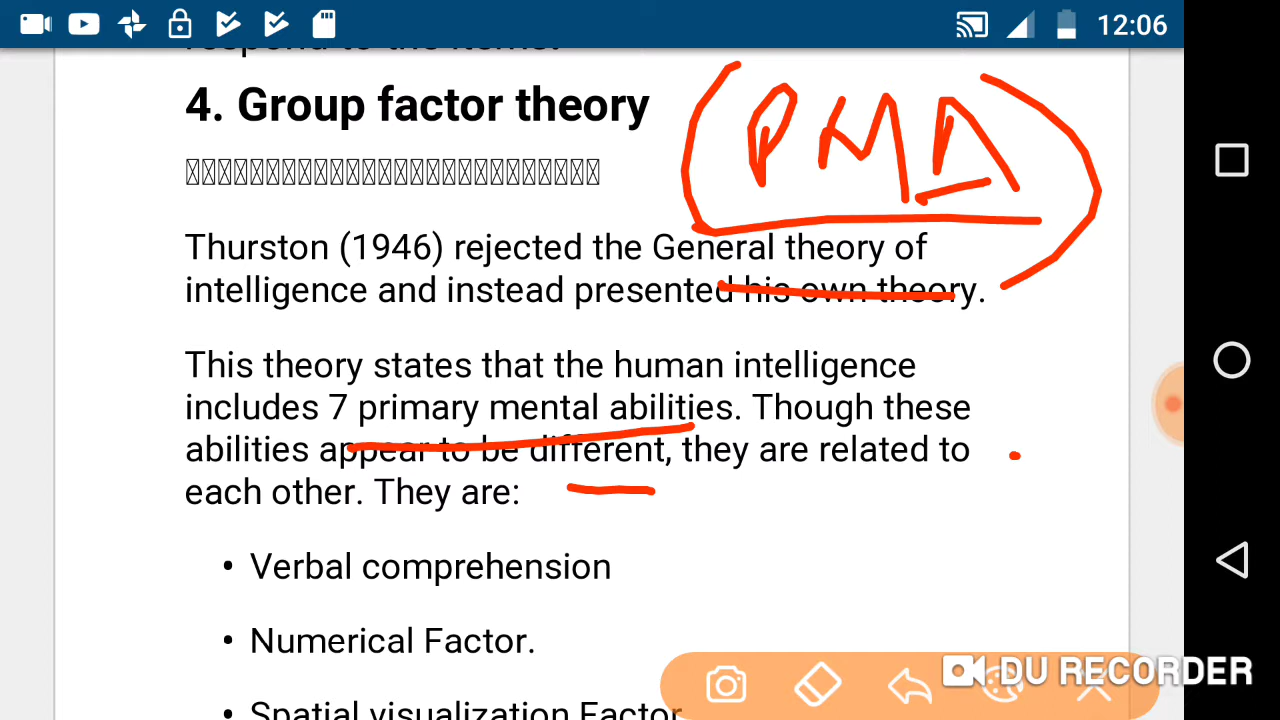 12:06
respond to the items.
4. Group factor theory
PMA
Thurston (1946) rejected the General theory of
intelligence and instead presented his own theory.
This theory states that the human intelligence
includes 7 primary mental abilities. Though these
abilities appear to be different, they are related to
each other. They are:
• Verbal comprehension
• Numerical Factor.
• Spatial visualization Factor
DU RECORDER